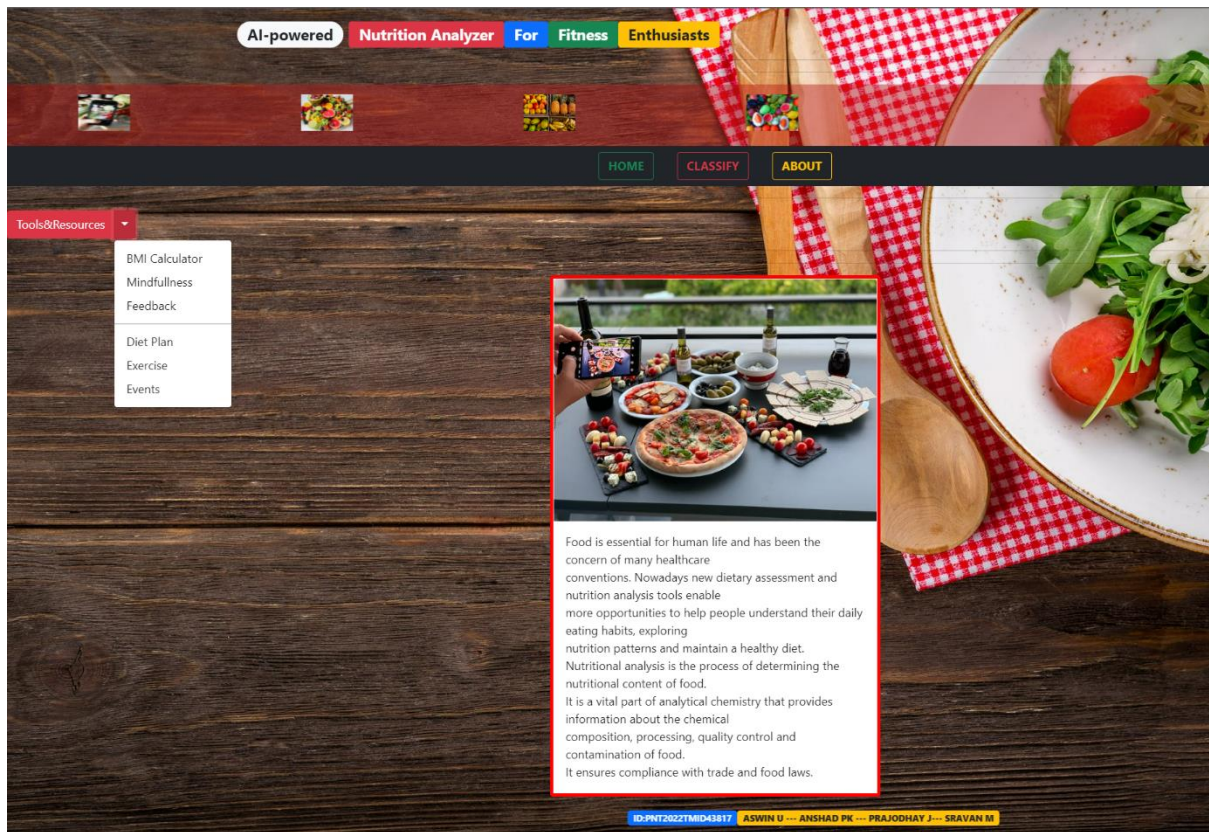 AI-powered Nutrition Analyzer For Fitness Enthusiasts
HOME CLASSIFY ABOUT
Tools&Resources
BMI Calculator
Mindfullness
Feedback
Diet Plan
Exercise
Events
Food is essential for human life and has been the
concern of many healthcare
conventions. Nowadays new dietary assessment and
nutrition analysis tools enable
more opportunities to help people understand their daily
eating habits, exploring
nutrition patterns and maintain a healthy diet.
Nutritional analysis is the process of determining the
nutritional content of food.
It is a vital part of analytical chemistry that provides
information about the chemical
composition, processing, quality control and
contamination of food.
It ensures compliance with trade and food laws.
ID:PNT2022TMID43817 ASWIN U --- ANSHAD PK --- PRAJODHAY J--- SRAVAN M